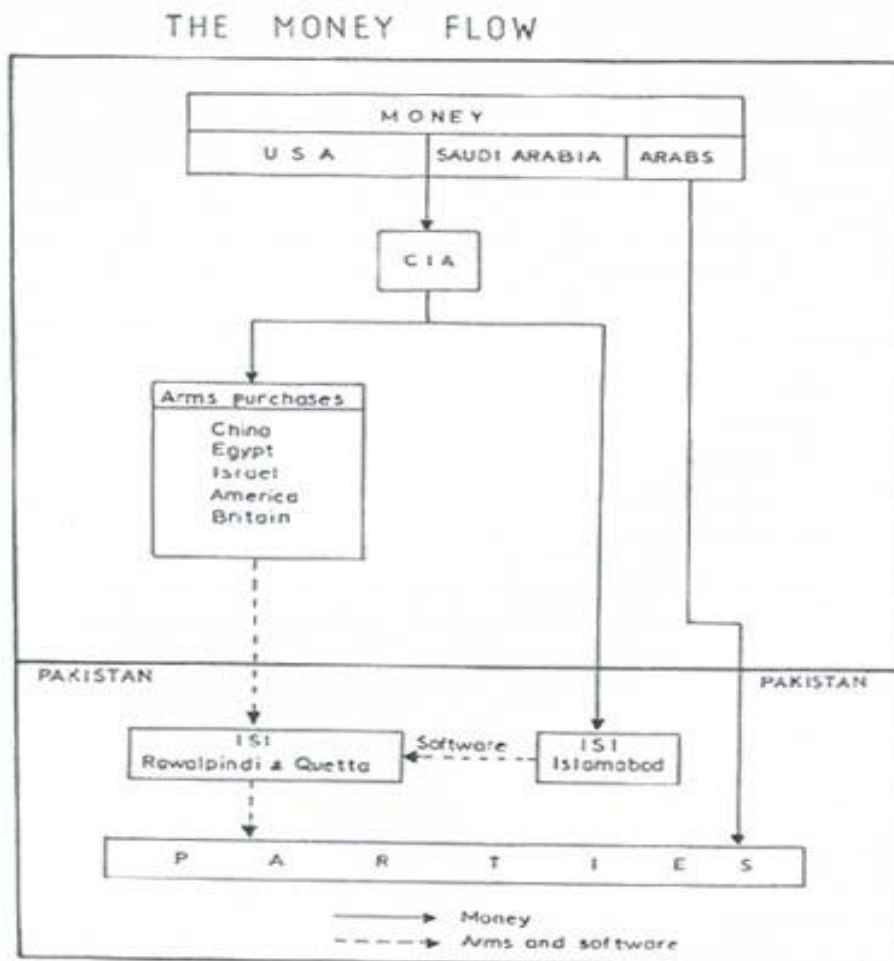 THE MONEY FLOW
MONEY
USA
SAUDI ARABIA
ARABS
CIA
Arms purchases
China
Egypt
Israel
America
Britain
PAKISTAN
PAKISTAN
ISI
Rawalpindi & Quetta
Software
ISI
Islamabad
PARTIES
Money
Arms and software